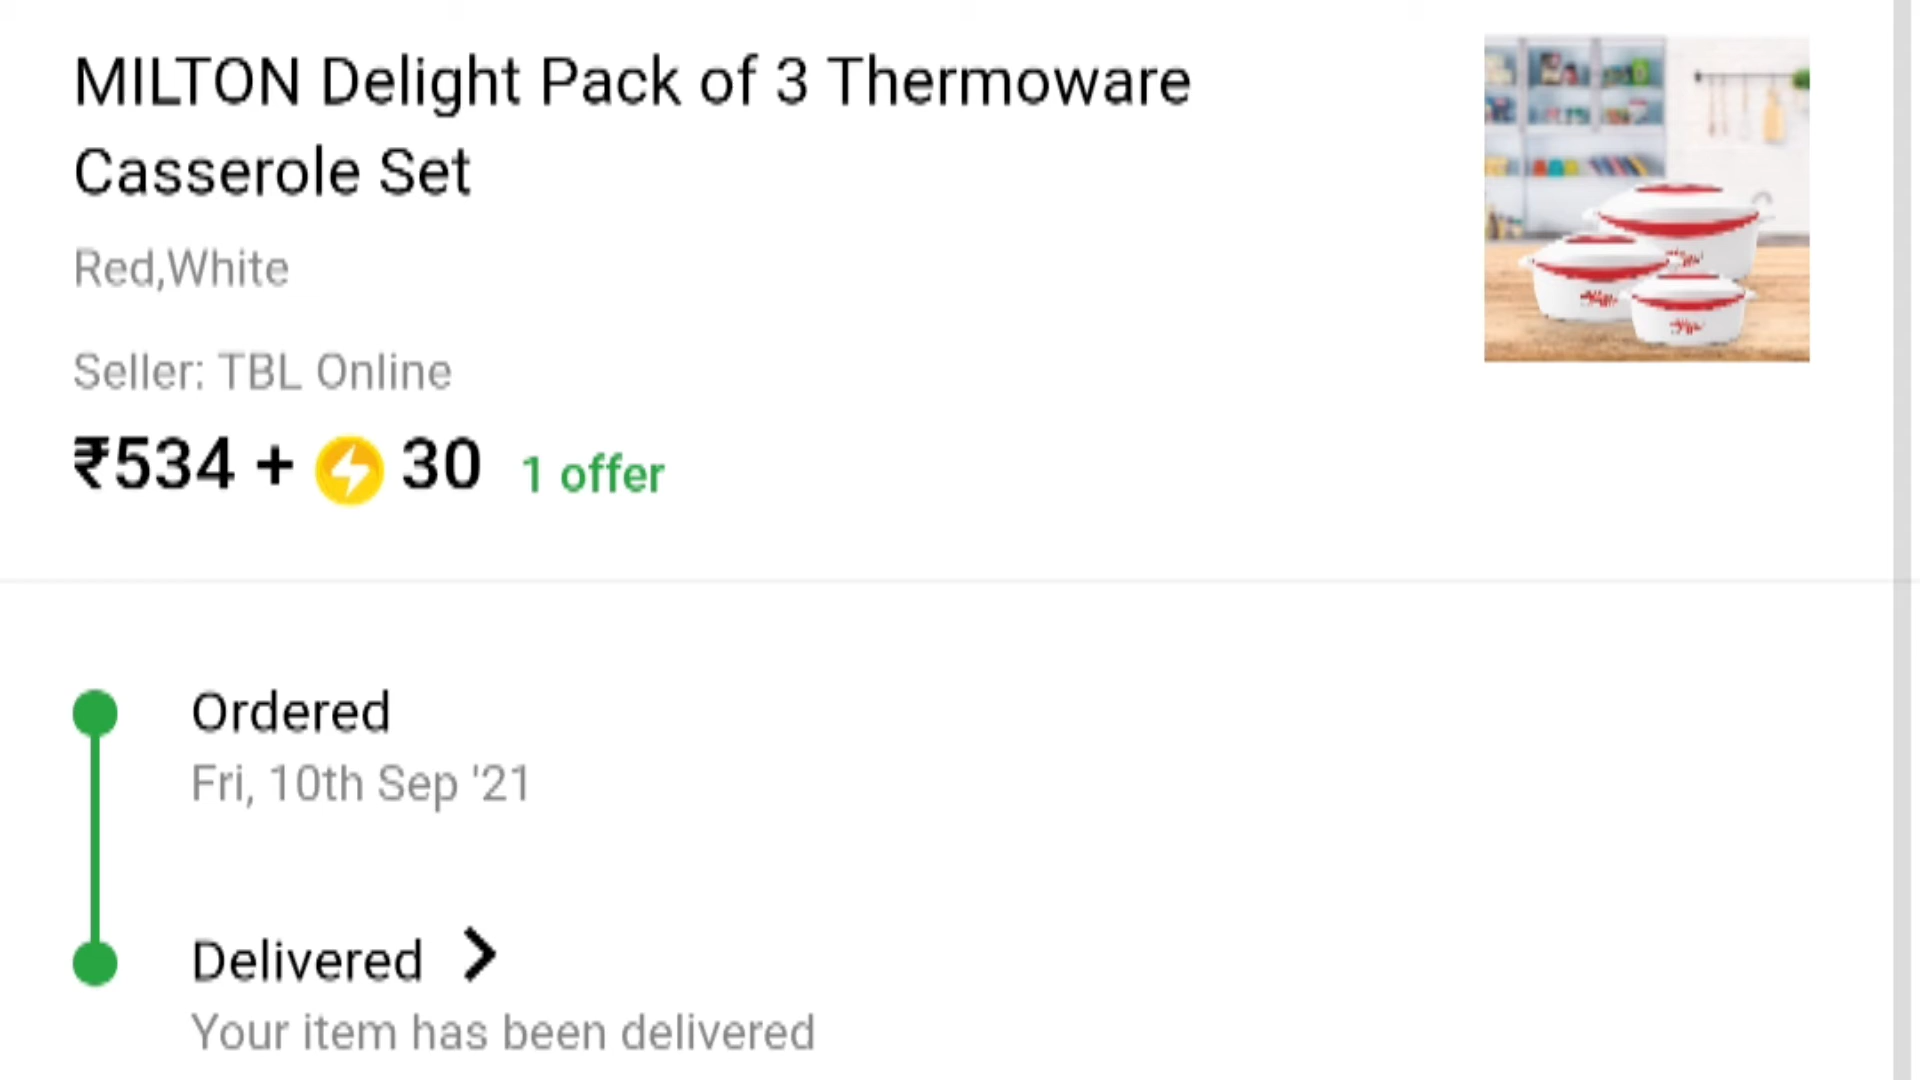 MILTON Delight Pack of 3 Thermoware
Casserole Set
Red,White
Seller: TBL Online
₹534 + 30 1 offer
Ordered
Fri, 10th Sep '21
Delivered
Your item has been delivered